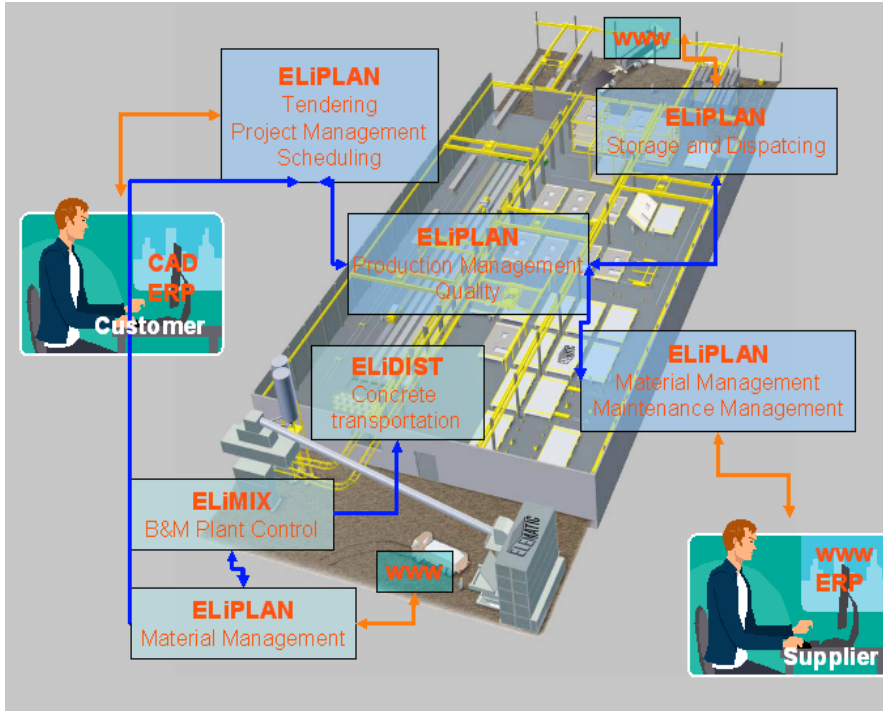 www
ELiPLAN
Tendering
Project Management
Scheduling
ELiPLAN
Storage and Dispatcing
ELiPLAN
Production Management
Quality
CAD
ERP
Customer
ELiDIST
Concrete
transportation
ELiPLAN
Material Management
Maintenance Management
ELiMIX
B&M Plant Control
ELEMATIC
www
ELiPLAN
Material Management
www
ERP
Supplier